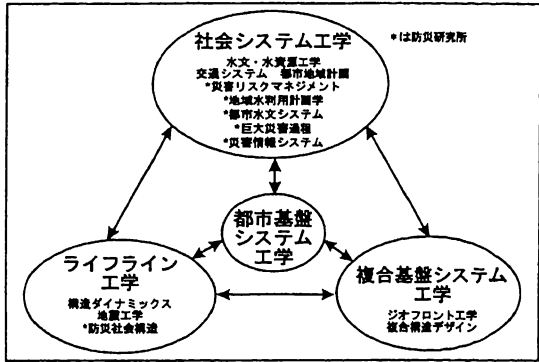 社会システム工学
*は防災研究所
水文・水資源工学
交通システム 都市地域計画
*災害リスクマネジメント
*地域水利用計画学
*都市水文システム
*巨大災害過程
*災害情報システム
都市基盤
システム
工学
ライフライン
工学
構造ダイナミックス
地震工学
*防災社会構造
複合基盤システム
工学
ジオフロント工学
複合構造デザイン